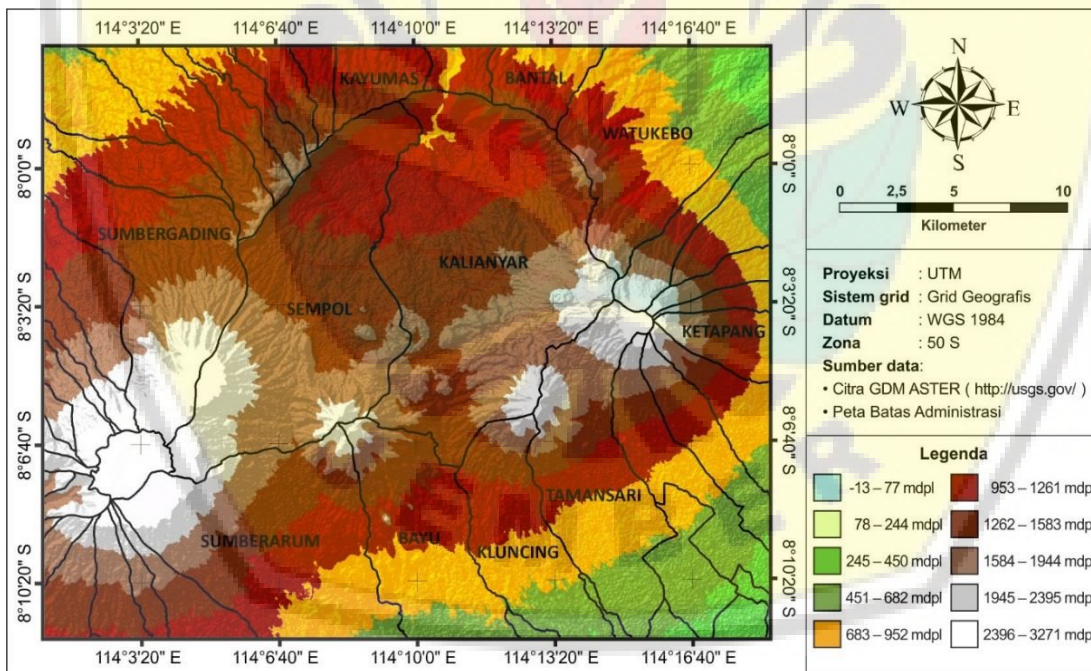 114°3'20" E 114°6'40" E 114°10'0" E 114°13'20" E 114°16'40" E
KAYUMAS
BANTAL
WATUKEBO
8°0'0" S
8°0'0" S
SUMBERGADING
KALIANYAR
8°3'20" S
SEMPOL
KETAPANG
8°3'20" S
8°6'40" S
8°6'40" S
TAMANSARI
SUMBERARUM
BAYU
KLUNCING
8°10'20" S
8°10'20" S
114°3'20" E 114°6'40" E 114°10'0" E 114°13'20" E 114°16'40" E
N
W E
S
0 2,5 5 10
Kilometer
Proyeksi : UTM
Sistem grid : Grid Geografis
Datum : WGS 1984
Zona : 50 S
Sumber data:
• Citra GDM ASTER ( http://usgs.gov/ )
• Peta Batas Administrasi
Legenda
-13 – 77 mdpl 953 – 1261 mdpl
78 – 244 mdpl 1262 – 1583 mdpl
245 – 450 mdpl 1584 – 1944 mdpl
451 – 682 mdpl 1945 – 2395 mdpl
683 – 952 mdpl 2396 – 3271 mdpl